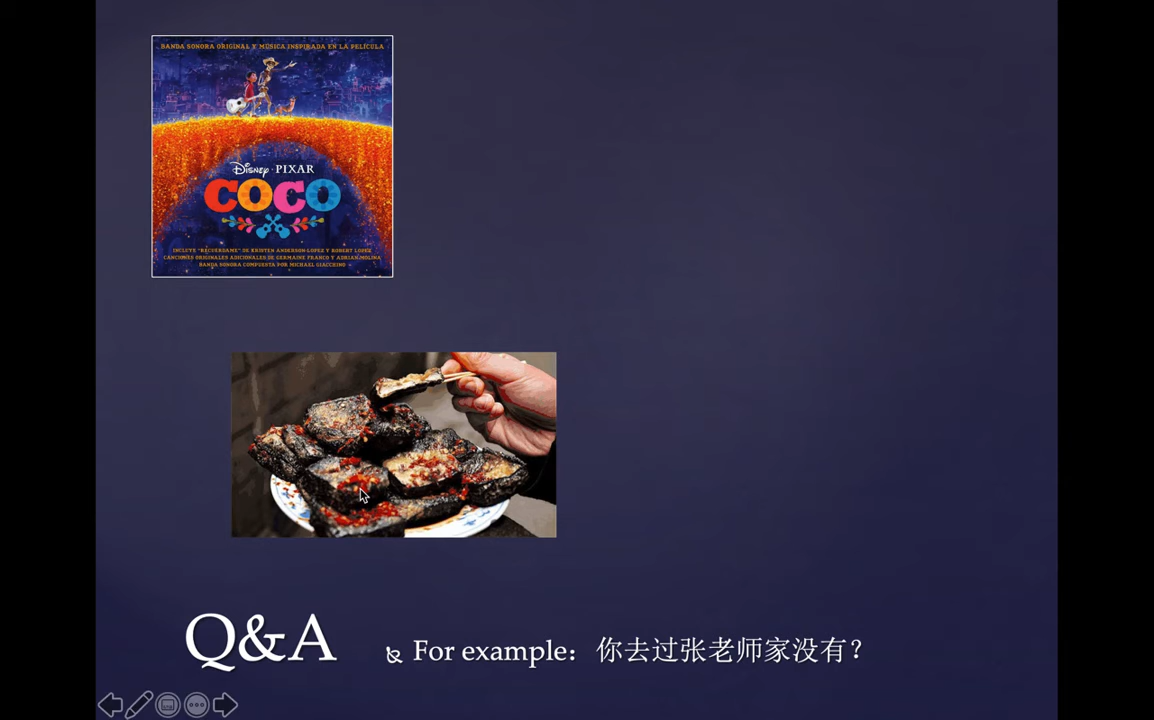 BANDA SONORA ORIGINAL Y MÚSICA INSPIRADA EN LA PELÍCULA
Disney · PIXAR
COCO
INCLUYE "RECUÉRDAME" DE KRISTEN ANDERSON-LOPEZ Y ROBERT LOPEZ
CANCIONES ORIGINALES ADICIONALES DE GERMAINE FRANCO Y ADRIAN MOLINA
BANDA SONORA COMPUESTA POR MICHAEL GIACCHINO
Q&A
For example：你去过张老师家没有？